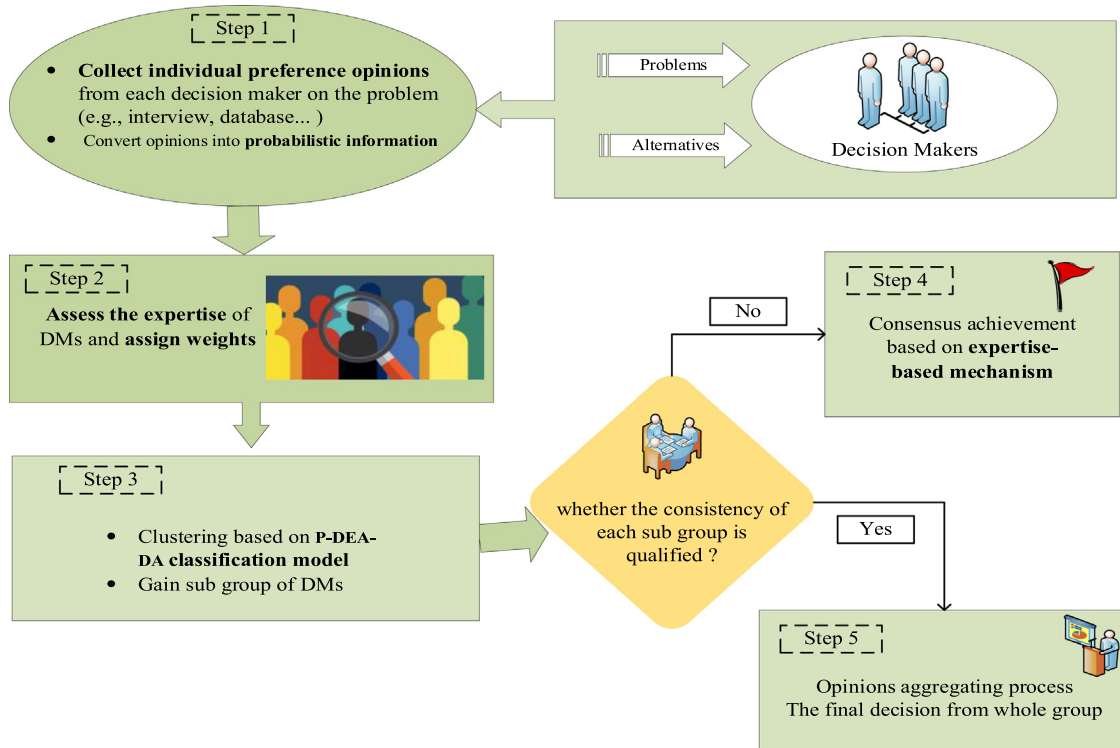 Step 1
• Collect individual preference opinions
from each decision maker on the problem
(e.g., interview, database... )
• Convert opinions into probabilistic information
Problems
Alternatives
Decision Makers
Step 2
Assess the expertise of
DMs and assign weights
Step 3
• Clustering based on P-DEA-
DA classification model
• Gain sub group of DMs
whether the consistency of
each sub group is
qualified ?
No
Yes
Step 4
Consensus achievement
based on expertise-
based mechanism
Step 5
Opinions aggregating process
The final decision from whole group